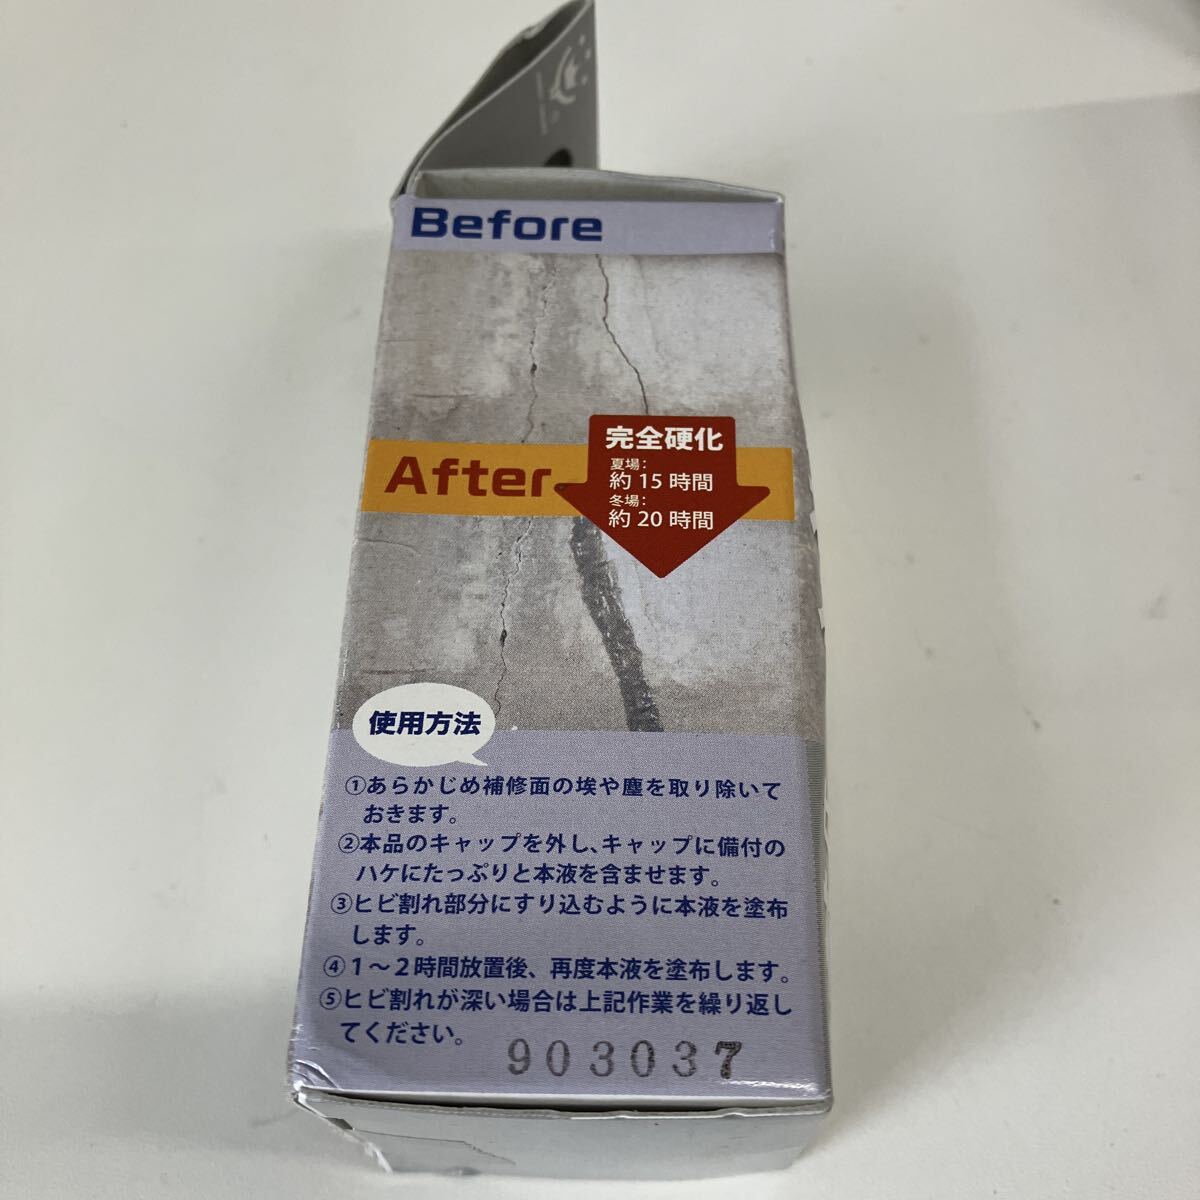 Before
After
完全硬化
夏場：
約 15 時間
冬場：
約 20 時間
使用方法
①あらかじめ補修面の埃や塵を取り除いて
おきます。
②本品のキャップを外し、キャップに備付の
ハケにたっぷりと本液を含ませます。
③ヒビ割れ部分にすり込むように本液を塗布
します。
④１～２時間放置後、再度本液を塗布します。
⑤ヒビ割れが深い場合は上記作業を繰り返し
てください。
903037